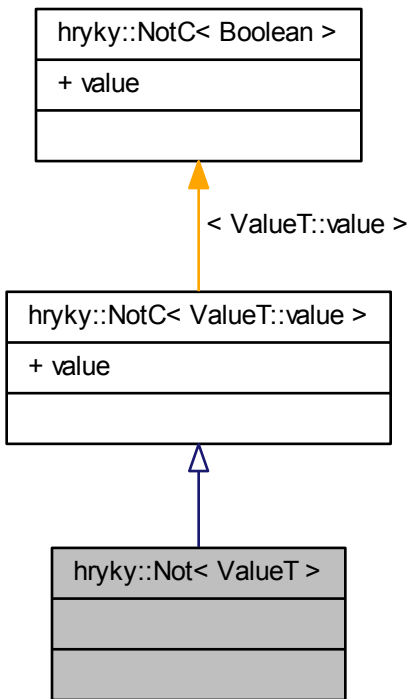 hryky::NotC< Boolean >
+ value
< ValueT::value >
hryky::NotC< ValueT::value >
+ value
hryky::Not< ValueT >